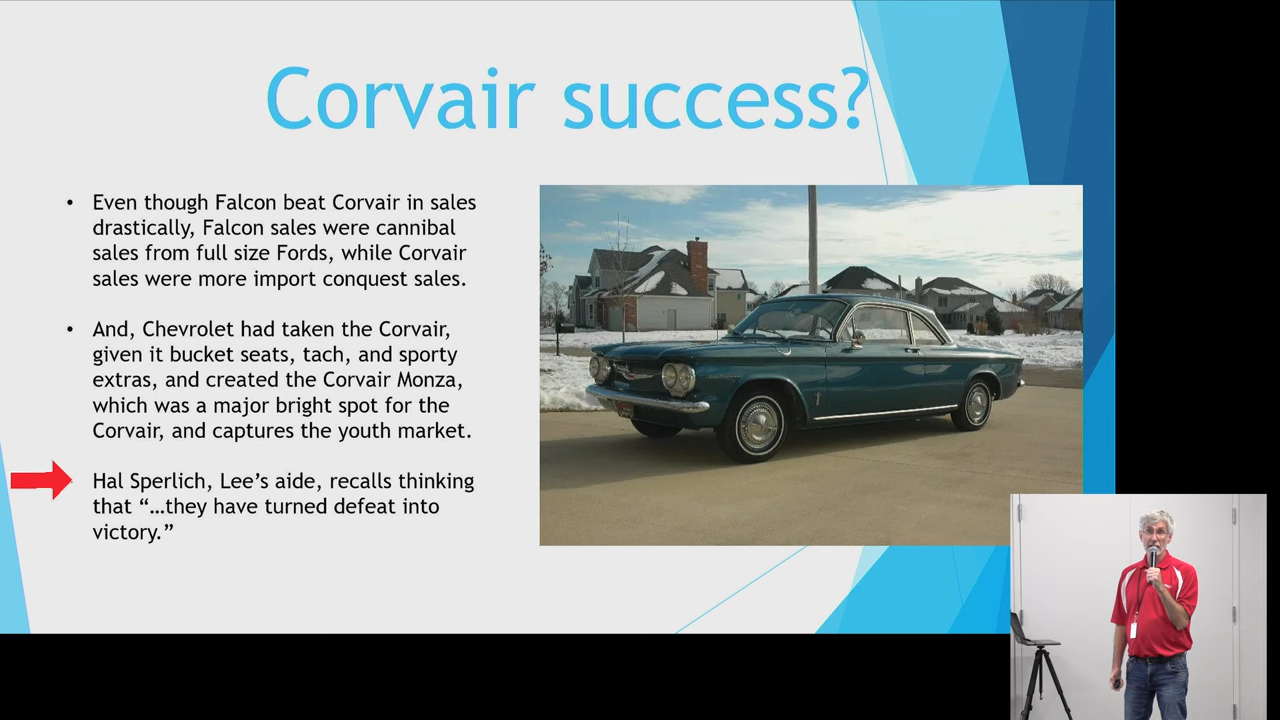 Corvair success?
• Even though Falcon beat Corvair in sales
drastically, Falcon sales were cannibal
sales from full size Fords, while Corvair
sales were more import conquest sales.
• And, Chevrolet had taken the Corvair,
given it bucket seats, tach, and sporty
extras, and created the Corvair Monza,
which was a major bright spot for the
Corvair, and captures the youth market.
Hal Sperlich, Lee’s aide, recalls thinking
that “…they have turned defeat into
victory.”